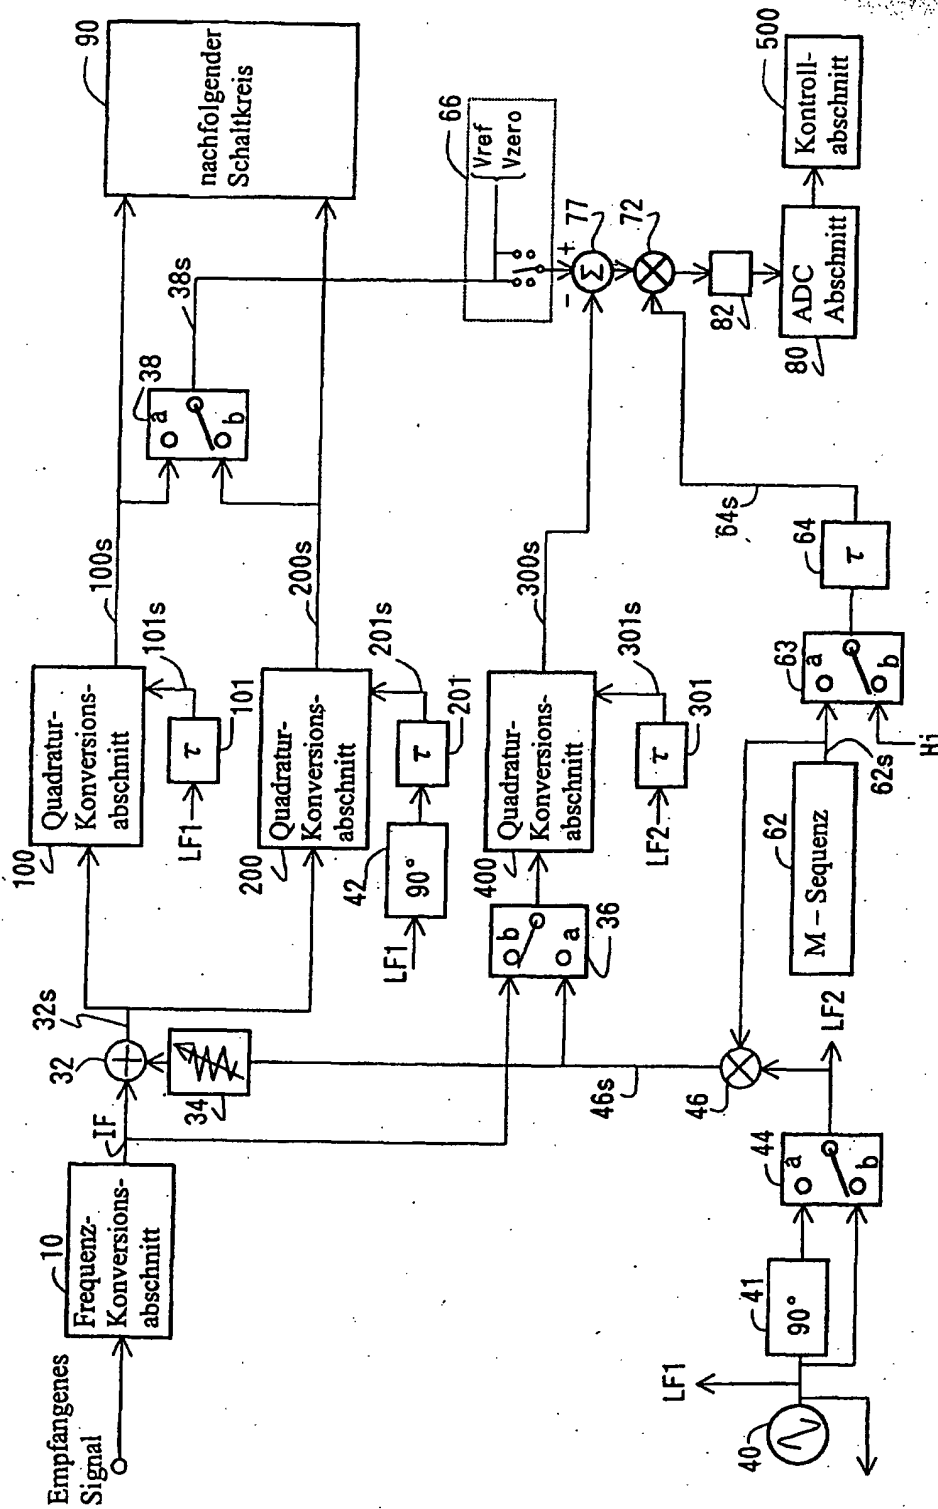 Empfangenes
Signal
10
Frequenz-
Konversions-
abschnitt
IF
32
32s
34
100
Quadratur-
Konversions-
abschnitt
100s
101s
LF1
τ
101
200
Quadratur-
Konversions-
abschnitt
200s
201s
LF1
42
90°
τ
201
38
a
b
38s
90
nachfolgender
Schaltkreis
66
Vref
Vzero
36
b
a
400
Quadratur-
Konversions-
abschnitt
300s
301s
LF2
τ
301
+
-
Σ
77
72
82
80
ADC
Abschnitt
500
Kontroll-
abschnitt
46s
46
62
M – Sequenz
62s
63
a
b
Hi
64
τ
64s
40
LF1
41
90°
44
a
b
LF2